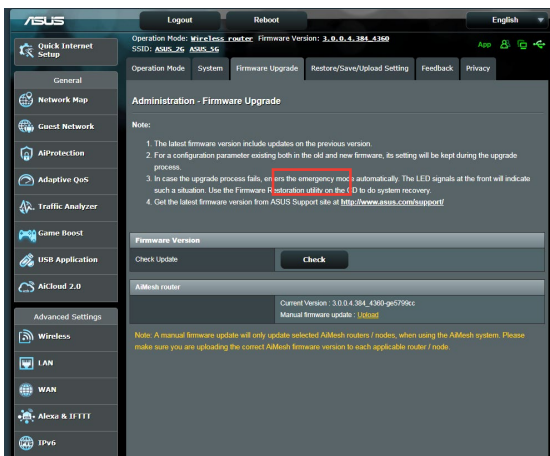 ASUS
Logout
Reboot
English
Operation Mode: Wireless router Firmware Version: 3.0.0.4.384_4360
SSID: ASUS_2G ASUS_5G
App
Quick Internet
Setup
Operation Mode
System
Firmware Upgrade
Restore/Save/Upload Setting
Feedback
Privacy
General
Network Map
Guest Network
AiProtection
Adaptive QoS
Traffic Analyzer
Game Boost
USB Application
AiCloud 2.0
Advanced Settings
Wireless
LAN
WAN
Alexa & IFTTT
IPv6
Administration - Firmware Upgrade
Note:
1. The latest firmware version include updates on the previous version.
2. For a configuration parameter existing both in the old and new firmware, its setting will be kept during the upgrade
process.
3. In case the upgrade process fails, enters the emergency mode automatically. The LED signals at the front will indicate
such a situation. Use the Firmware Restoration utility on the CD to do system recovery.
4. Get the latest firmware version from ASUS Support site at http://www.asus.com/support/
Firmware Version
Check Update
Check
AiMesh router
Current Version : 3.0.0.4.384_4360-ge5799cc
Manual firmware update : Upload
Note: A manual firmware update will only update selected AiMesh routers / nodes, when using the AiMesh system. Please
make sure you are uploading the correct AiMesh firmware version to each applicable router / node.